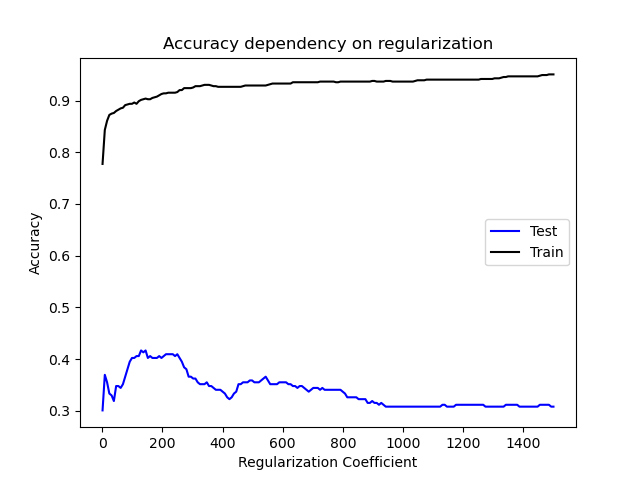 Accuracy dependency on regularization
Accuracy
0.9
0.8
0.7
0.6
0.5
0.4
0.3
Test
Train
0 200 400 600 800 1000 1200 1400
Regularization Coefficient